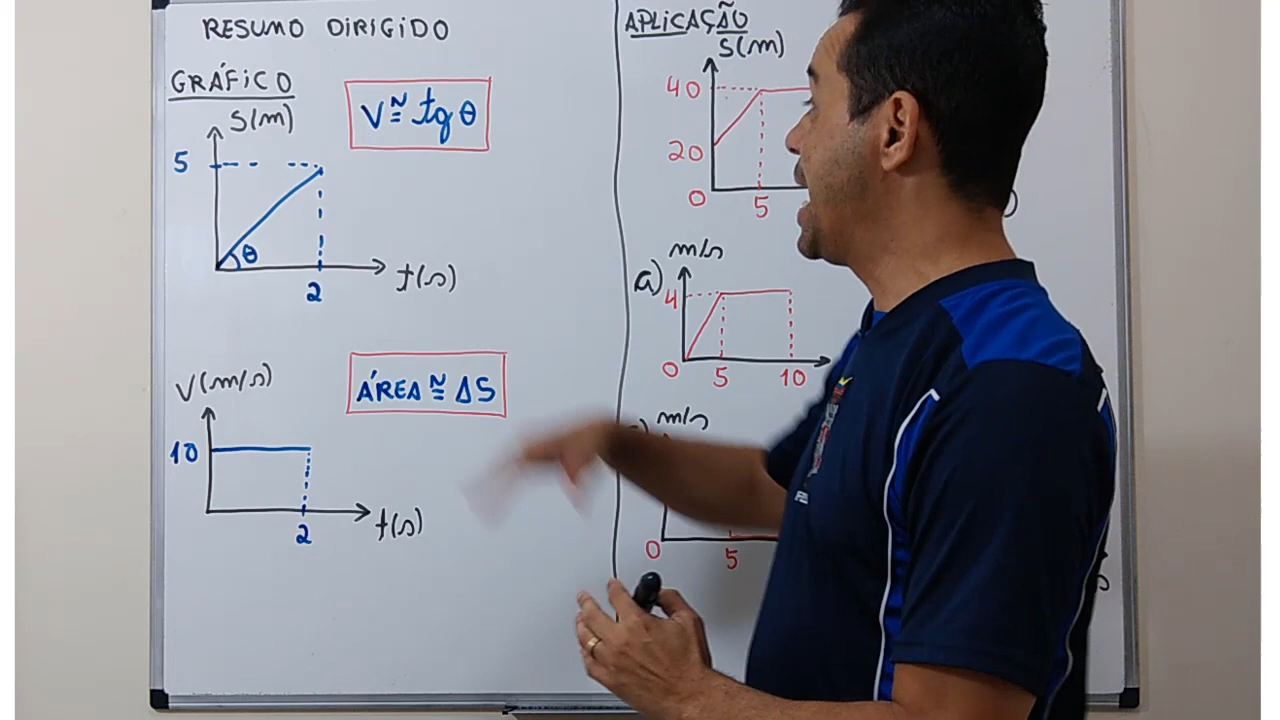 RESUMO DIRIGIDO
GRÁFICO
S(m)
V ≅ tg θ
5
θ
t(s)
2
V(m/s)
ÁREA ≅ ΔS
10
t(s)
2
APLICAÇÃO
S(m)
40
20
0
5
a)
m/s
4
0
5
10
m/s
0
5